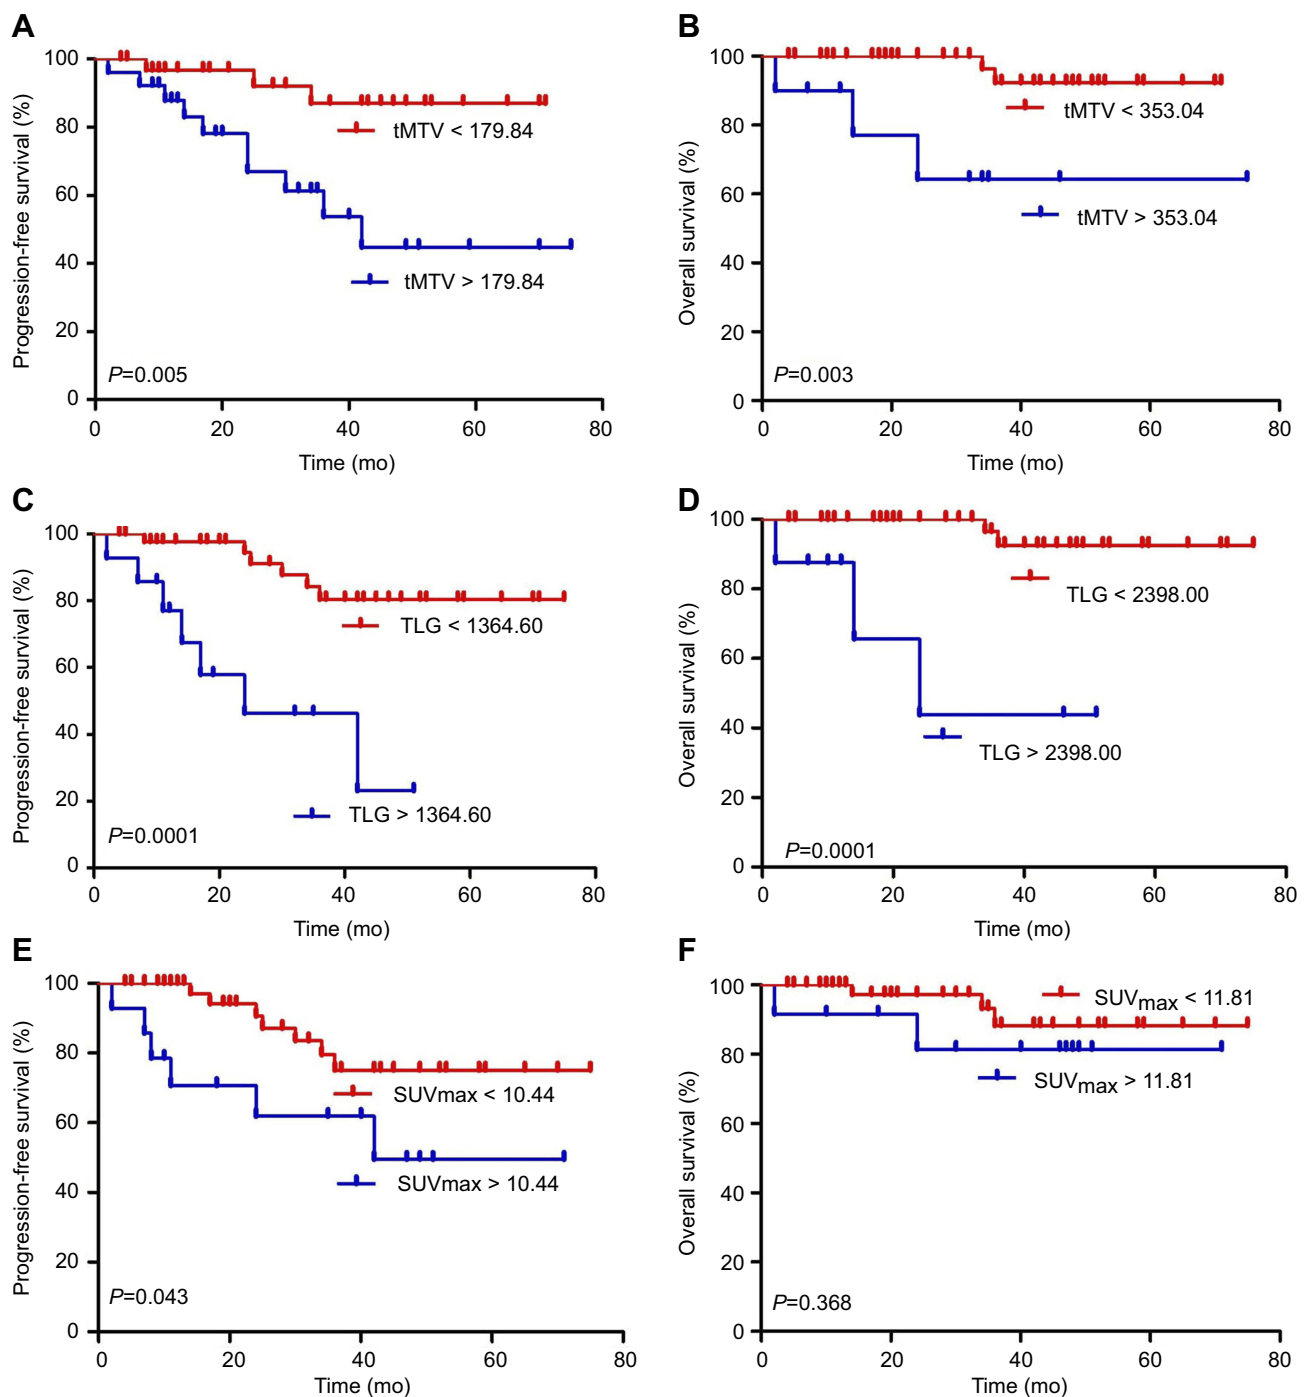 A
Progression-free survival (%)
100
80
60
40
20
0
tMTV < 179.84
tMTV > 179.84
P=0.005
0 20 40 60 80
Time (mo)
B
Overall survival (%)
100
80
60
40
20
0
tMTV < 353.04
tMTV > 353.04
P=0.003
0 20 40 60 80
Time (mo)
C
Progression-free survival (%)
100
80
60
40
20
0
TLG < 1364.60
TLG > 1364.60
P=0.0001
0 20 40 60 80
Time (mo)
D
Overall survival (%)
100
80
60
40
20
0
TLG < 2398.00
TLG > 2398.00
P=0.0001
0 20 40 60 80
Time (mo)
E
Progression-free survival (%)
100
80
60
40
20
0
SUVmax < 10.44
SUVmax > 10.44
P=0.043
0 20 40 60 80
Time (mo)
F
Overall survival (%)
100
80
60
40
20
0
SUVmax < 11.81
SUVmax > 11.81
P=0.368
0 20 40 60 80
Time (mo)